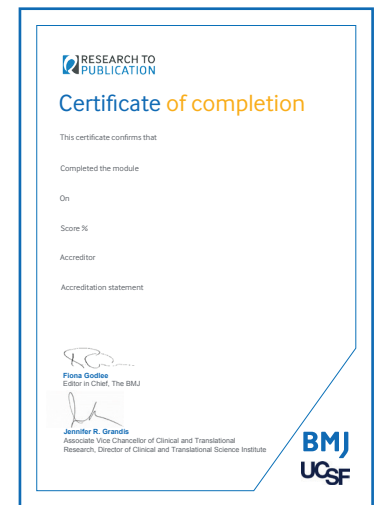 RESEARCH TO
PUBLICATION
Certificate of completion
This certificate confirms that
Completed the module
On
Score %
Accreditor
Accreditation statement
Fiona Godlee
Editor in Chief, The BMJ
Jennifer R. Grandis
Associate Vice Chancellor of Clinical and Translational
Research, Director of Clinical and Translational Science Institute
BMJ
UCSF